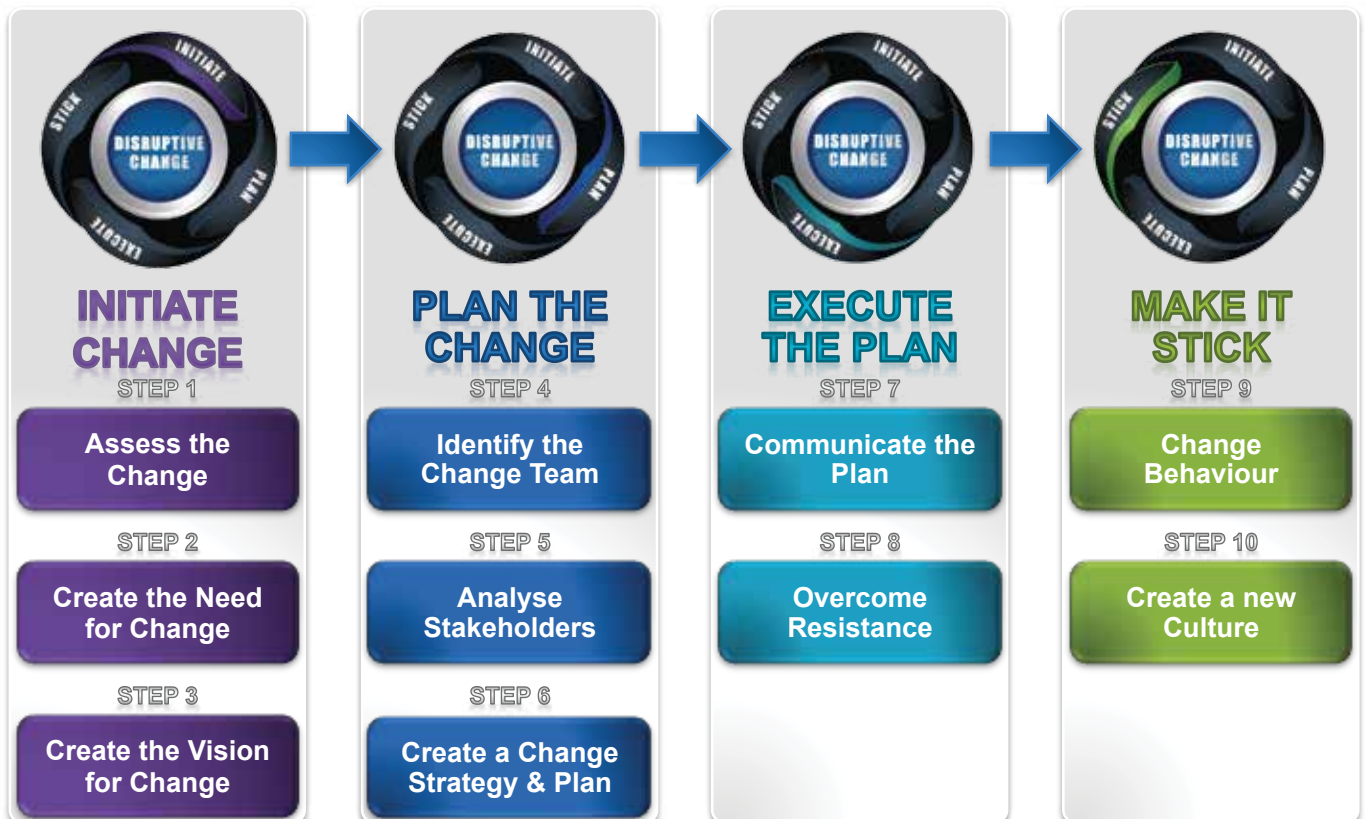 INITIATE
PLAN
EXECUTE
STICK
DISRUPTIVE
CHANGE
INITIATE
CHANGE
STEP 1
Assess the
Change
STEP 2
Create the Need
for Change
STEP 3
Create the Vision
for Change
INITIATE
PLAN
EXECUTE
STICK
DISRUPTIVE
CHANGE
PLAN THE
CHANGE
STEP 4
Identify the
Change Team
STEP 5
Analyse
Stakeholders
STEP 6
Create a Change
Strategy & Plan
INITIATE
PLAN
EXECUTE
STICK
DISRUPTIVE
CHANGE
EXECUTE
THE PLAN
STEP 7
Communicate the
Plan
STEP 8
Overcome
Resistance
INITIATE
PLAN
EXECUTE
STICK
DISRUPTIVE
CHANGE
MAKE IT
STICK
STEP 9
Change
Behaviour
STEP 10
Create a new
Culture